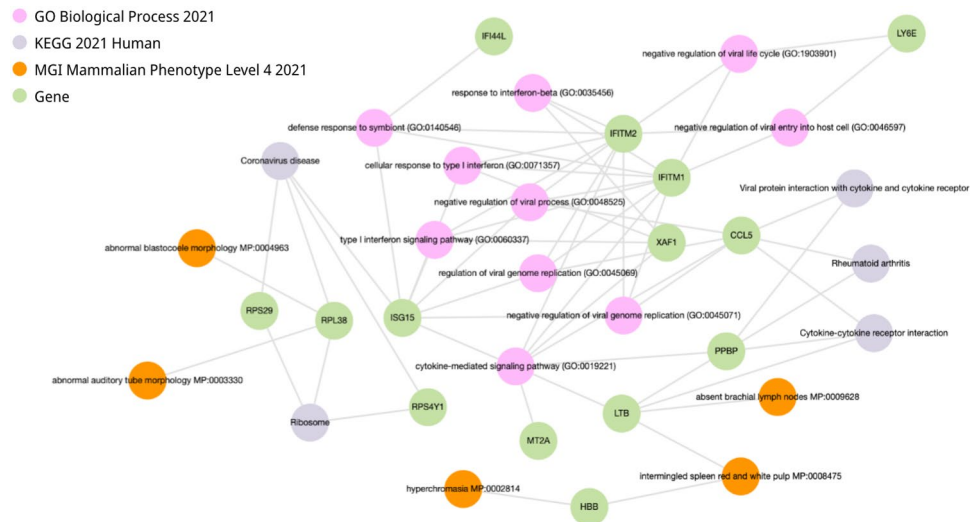 GO Biological Process 2021
KEGG 2021 Human
MGI Mammalian Phenotype Level 4 2021
Gene
IFI44L
LY6E
negative regulation of viral life cycle (GO:1903901)
response to interferon-beta (GO:0035456)
defense response to symbiont (GO:0140546)
IFITM2
negative regulation of viral entry into host cell (GO:0046597)
Coronavirus disease
cellular response to type I interferon (GO:0071357)
IFITM1
Viral protein interaction with cytokine and cytokine receptor
negative regulation of viral process (GO:0048525)
type I interferon signaling pathway (GO:0060337)
XAF1
CCL5
abnormal blastocoele morphology MP:0004963
Rheumatoid arthritis
regulation of viral genome replication (GO:0045069)
RPS29
RPL38
ISG15
negative regulation of viral genome replication (GO:0045071)
Cytokine-cytokine receptor interaction
PPBP
cytokine-mediated signaling pathway (GO:0019221)
abnormal auditory tube morphology MP:0003330
absent brachial lymph nodes MP:0009628
RPS4Y1
LTB
Ribosome
MT2A
intermingled spleen red and white pulp MP:0008475
hyperchromasia MP:0002814
HBB